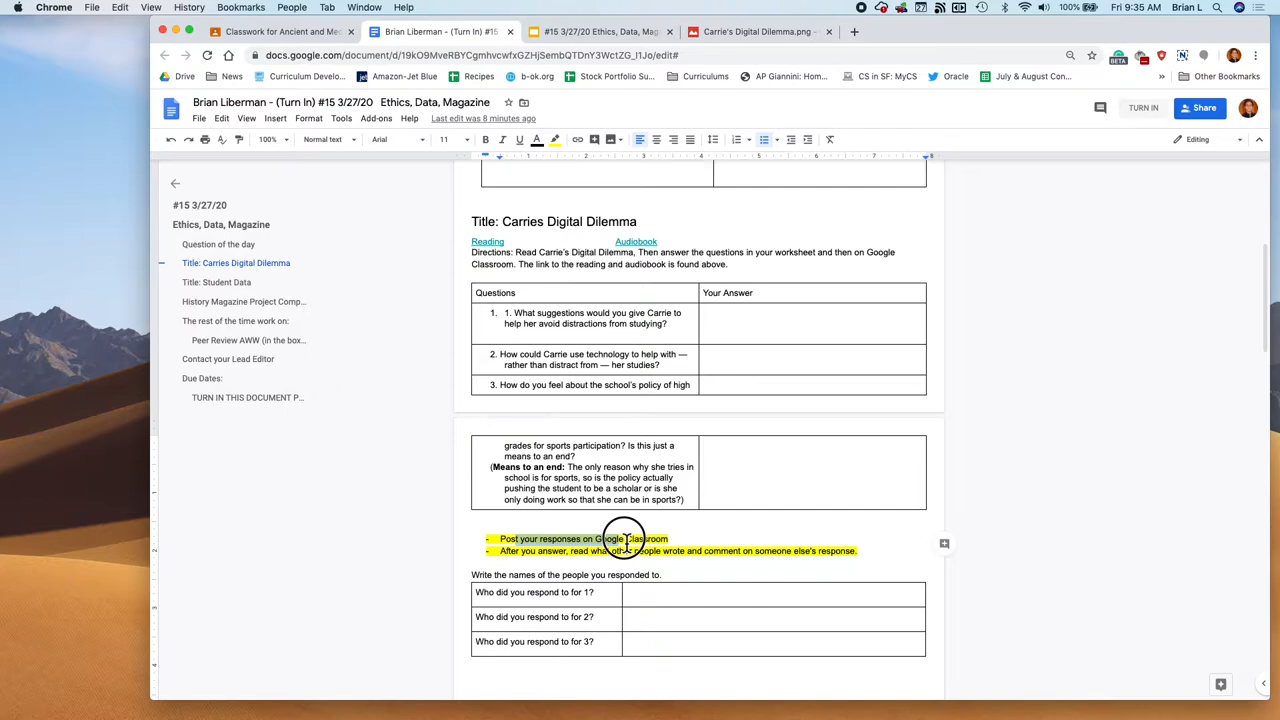 Chrome File Edit View History Bookmarks People Tab Window Help 100% Fri 9:35 AM Brian L
Classwork for Ancient and Me
Brian Liberman - (Turn In) #15
#15 3/27/20 Ethics, Data, Mag
Carrie's Digital Dilemma.png -
docs.google.com/document/d/19kO9MveRBYCgmhvcwfxGZHjSembQTDnY3WctZG_I1Jo/edit#
BETA
Drive News Curriculum Develo... Amazon-Jet Blue Recipes b-ok.org Stock Portfolio Su... Curriculums AP Giannini: Hom... CS in SF: MyCS Oracle July & August Con... » Other Bookmarks
Brian Liberman - (Turn In) #15 3/27/20 Ethics, Data, Magazine
File Edit View Insert Format Tools Add-ons Help Last edit was 8 minutes ago
TURN IN
Share
100% Normal text Arial 11 Editing
1 2 3 4 5 6 7 8
#15 3/27/20
Ethics, Data, Magazine
Question of the day
Title: Carries Digital Dilemma
Title: Student Data
History Magazine Project Comp...
The rest of the time work on:
Peer Review AWW (in the box...
Contact your Lead Editor
Due Dates:
TURN IN THIS DOCUMENT P...
Title: Carries Digital Dilemma
Reading Audiobook
Directions: Read Carrie's Digital Dilemma, Then answer the questions in your worksheet and then on Google
Classroom. The link to the reading and audiobook is found above.
Questions Your Answer
1. 1. What suggestions would you give Carrie to
help her avoid distractions from studying?
2. How could Carrie use technology to help with —
rather than distract from — her studies?
3. How do you feel about the school's policy of high
grades for sports participation? Is this just a
means to an end?
(Means to an end: The only reason why she tries in
school is for sports, so is the policy actually
pushing the student to be a scholar or is she
only doing work so that she can be in sports?)
- Post your responses on Google Classroom
- After you answer, read what other people wrote and comment on someone else's response.
Write the names of the people you responded to.
Who did you respond to for 1?
Who did you respond to for 2?
Who did you respond to for 3?
1
2
3
4